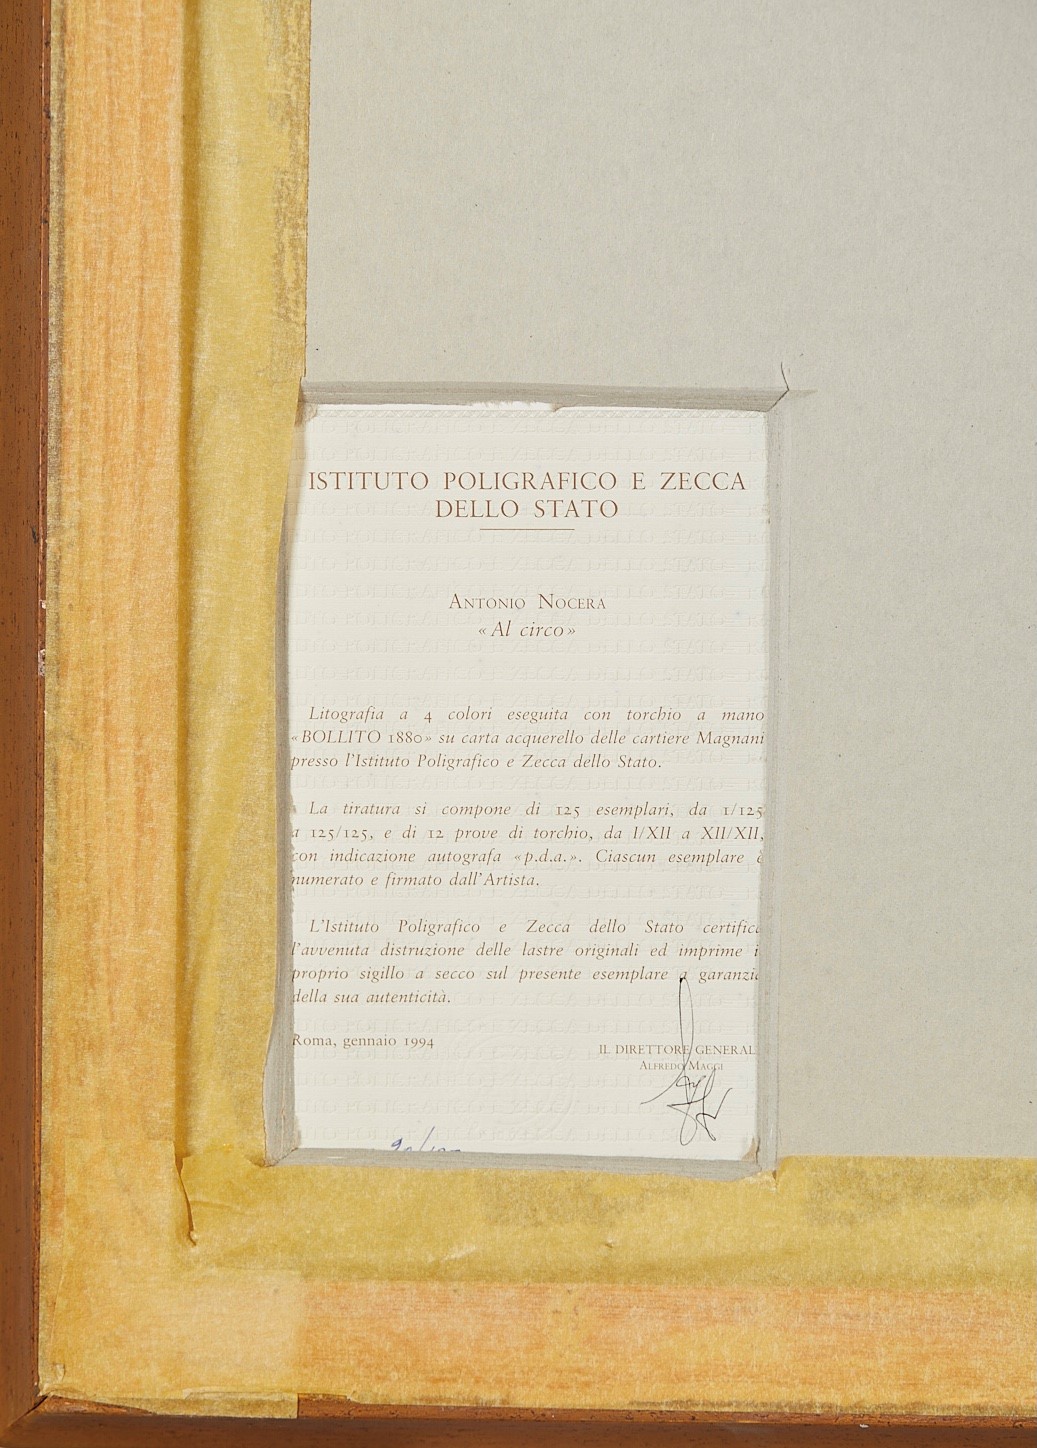 ISTITUTO POLIGRAFICO E ZECCA
DELLO STATO
ANTONIO NOCERA
«Al circo»
Litografia a 4 colori eseguita con torchio a mano
«BOLLITO 1880» su carta acquerello delle cartiere Magnani
presso l'Istituto Poligrafico e Zecca dello Stato.
La tiratura si compone di 125 esemplari, da 1/125
a 125/125, e di 12 prove di torchio, da I/XII a XII/XII,
con indicazione autografa «p.d.a.». Ciascun esemplare è
numerato e firmato dall'Artista.
L'Istituto Poligrafico e Zecca dello Stato certific
l'avvenuta distruzione delle lastre originali ed imprime i
proprio sigillo a secco sul presente esemplare a garanzi
della sua autenticità.
Roma, gennaio 1994
IL DIRETTORE GENERAL
ALFREDO MAGGI